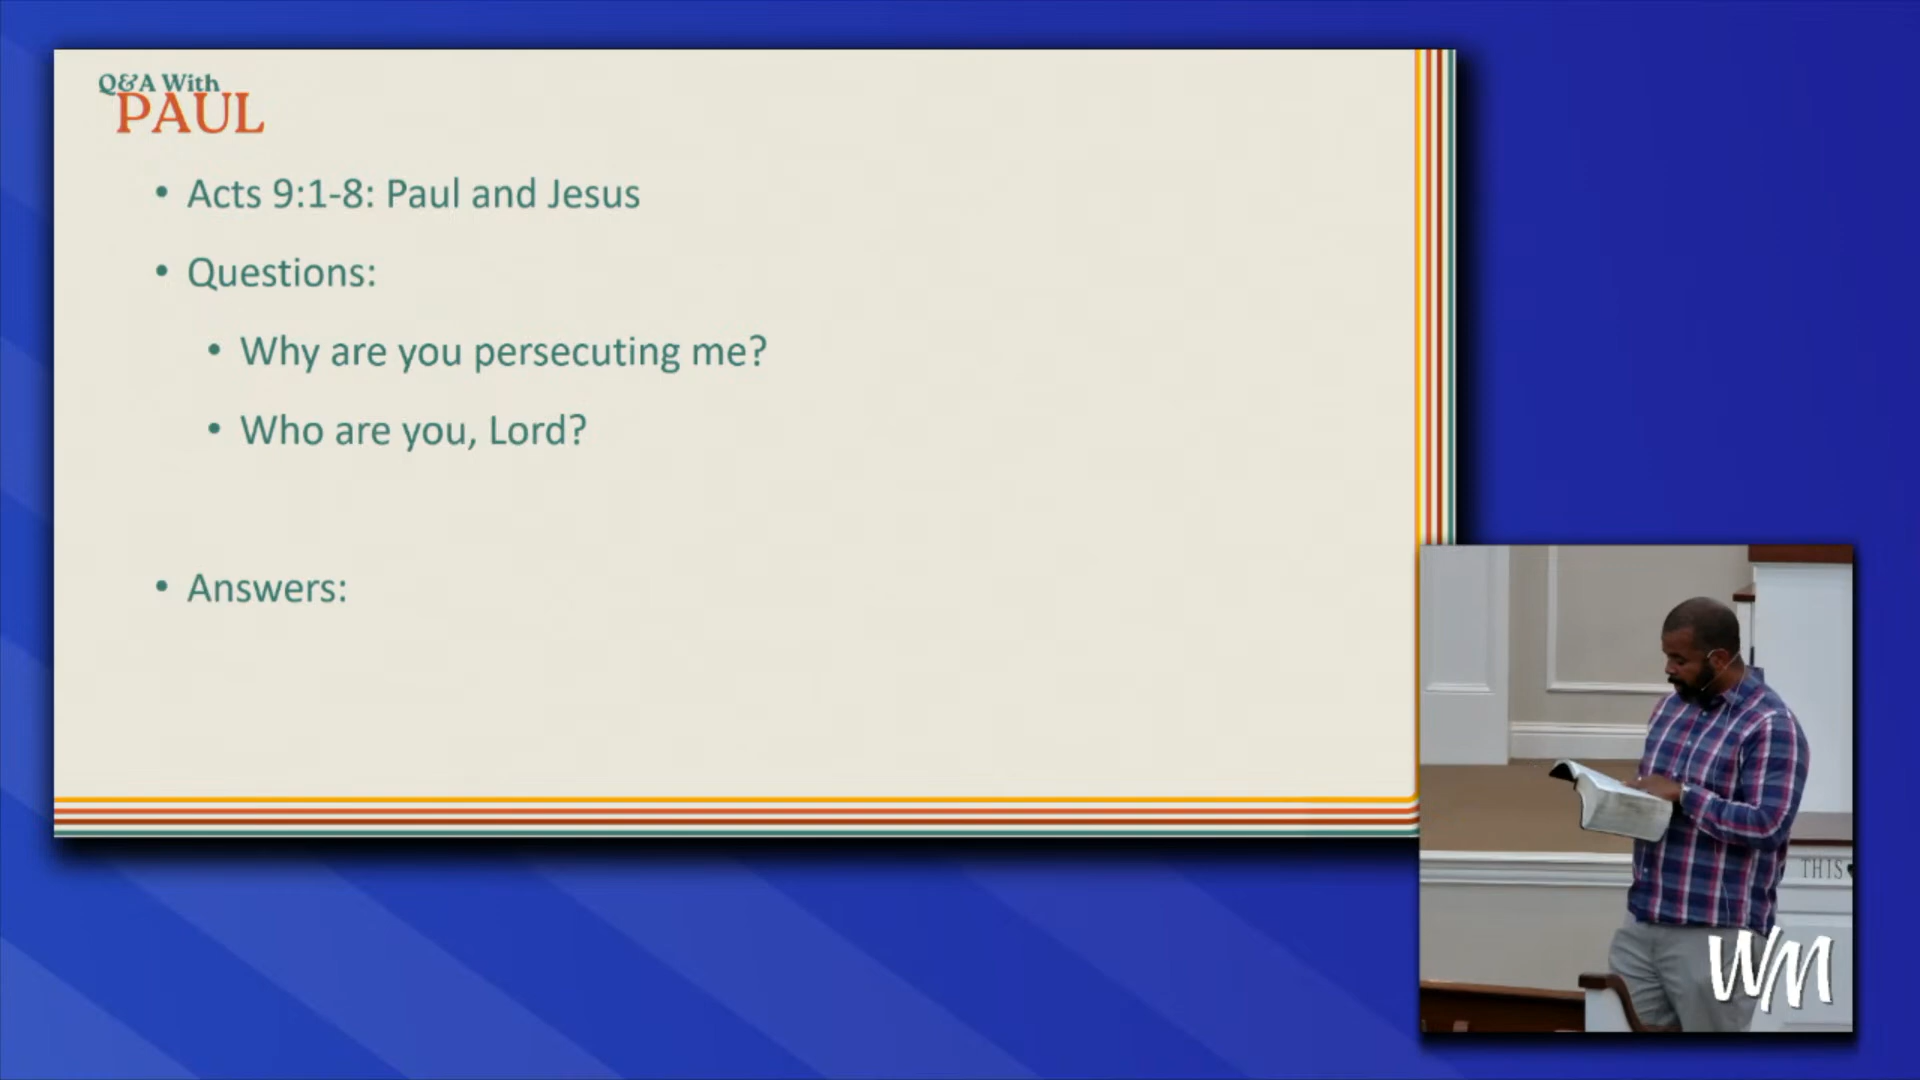 Q&A With
PAUL
• Acts 9:1-8: Paul and Jesus
• Questions:
• Why are you persecuting me?
• Who are you, Lord?
• Answers:
THIS
WM